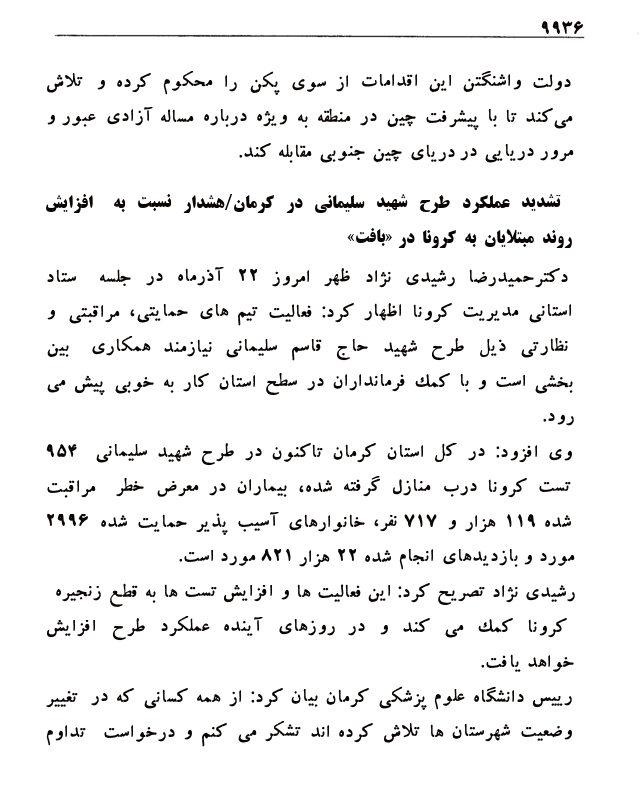 ۹۹۳۶
دولت واشنگتن این اقدامات از سوی پکن را محکوم کرده و تلاش
می‌کند تا با پیشرفت چین در منطقه به ویژه درباره مساله آزادی عبور و
مرور دریایی در دریای چین جنوبی مقابله کند.
تشدید عملکرد طرح شهید سلیمانی در کرمان/هشدار نسبت به افزایش
روند مبتلایان به کرونا در «بافت»
دکترحمیدرضا رشیدی نژاد ظهر امروز ۲۲ آذرماه در جلسه ستاد
استانی مدیریت کرونا اظهار کرد: فعالیت تیم های حمایتی، مراقبتی و
نظارتی ذیل طرح شهید حاج قاسم سلیمانی نیازمند همکاری بین
بخشی است و با کمك فرمانداران در سطح استان کار به خوبی پیش می
رود.
وی افزود: در کل استان کرمان تاکنون در طرح شهید سلیمانی ۹۵۴
تست کرونا درب منازل گرفته شده، بیماران در معرض خطر مراقبت
شده ۱۱۹ هزار و ۷۱۷ نفر، خانوارهای آسیب پذیر حمایت شده ۲۹۹۶
مورد و بازدیدهای انجام شده ۲۲ هزار ۸۲۱ مورد است.
رشیدی نژاد تصریح کرد: این فعالیت ها و افزایش تست ها به قطع زنجیره
کرونا کمك می کند و در روزهای آینده عملکرد طرح افزایش
خواهد یافت.
رییس دانشگاه علوم پزشکی کرمان بیان کرد: از همه کسانی که در تغییر
وضعیت شهرستان ها تلاش کرده اند تشکر می کنم و درخواست تداوم